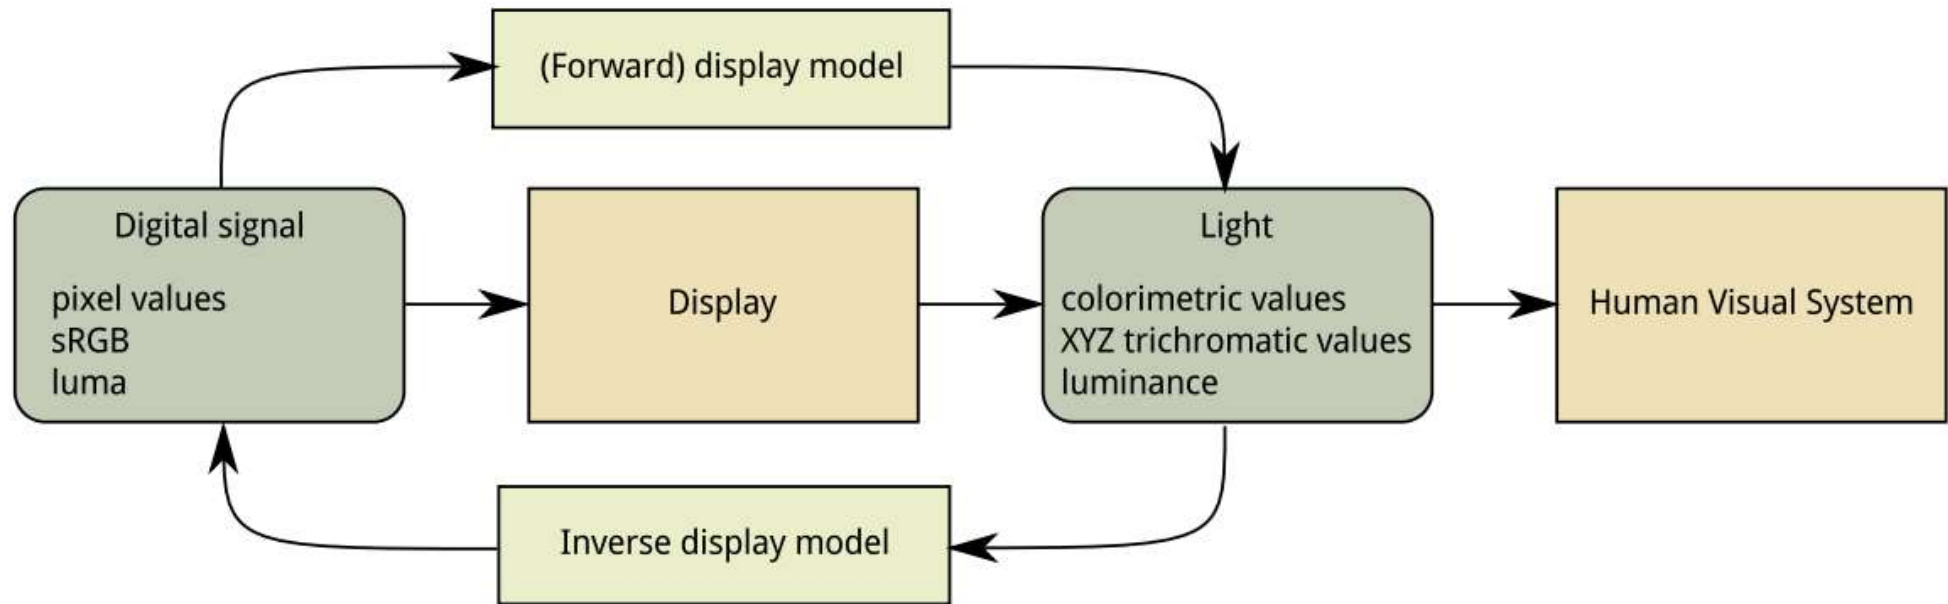 (Forward) display model
Digital signal
pixel values
sRGB
luma
Display
Light
colorimetric values
XYZ trichromatic values
luminance
Human Visual System
Inverse display model